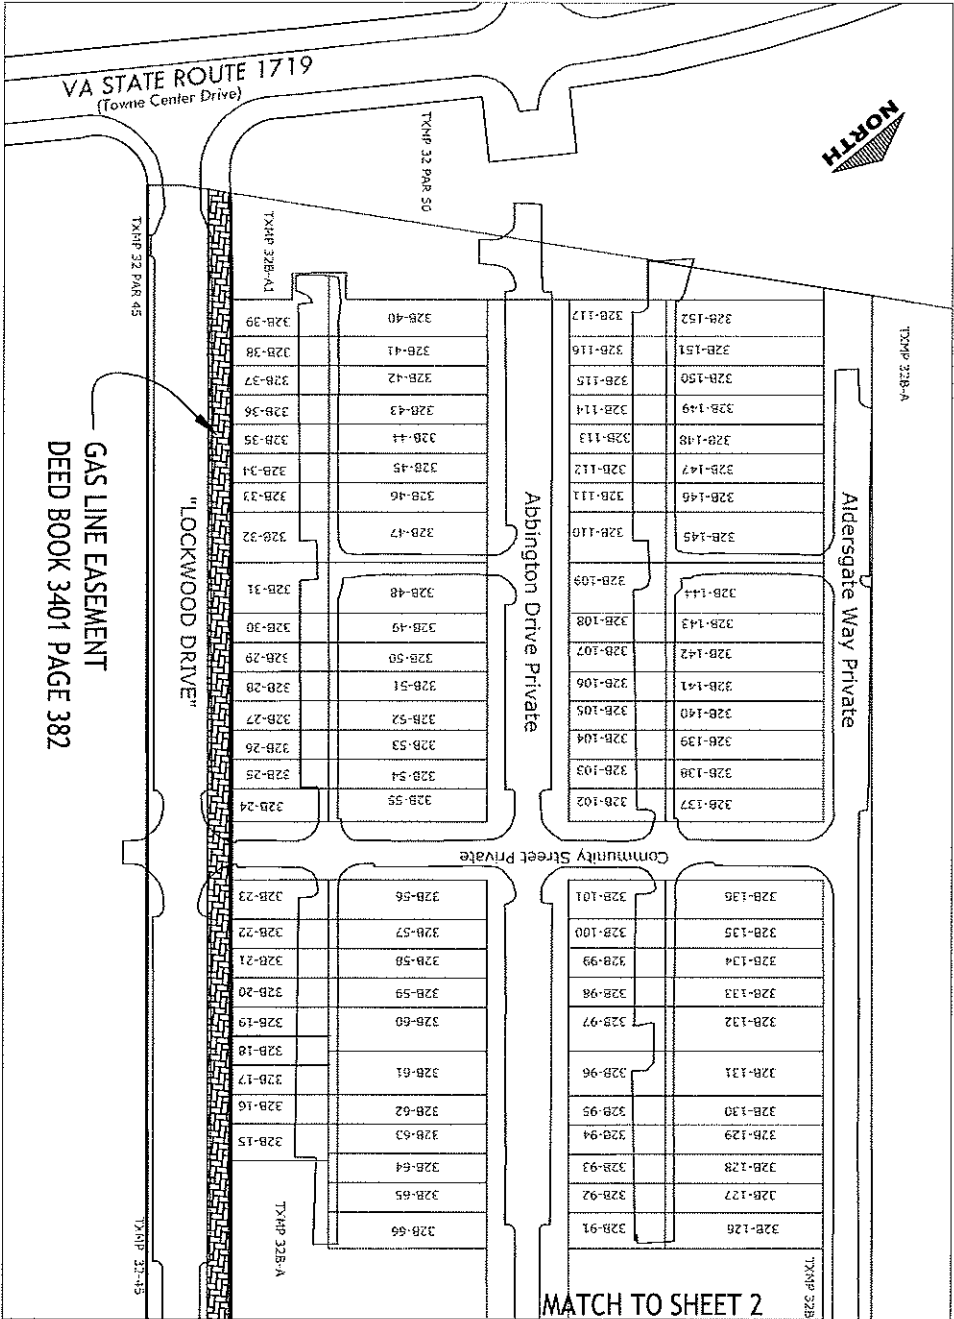 VA STATE ROUTE 1719
(Towne Center Drive)
NORTH
TXMP 32 PAR 50
TXMP 32B-A1
TXMP 32 PAR 45
TXMP 32B-A
GAS LINE EASEMENT
DEED BOOK 3401 PAGE 382
"LOCKWOOD DRIVE"
Abbington Drive Private
Aldersgate Way Private
Community Street Private
32B-39
32B-38
32B-37
32B-36
32B-35
32B-34
32B-33
32B-32
32B-31
32B-30
32B-29
32B-28
32B-27
32B-26
32B-25
32B-24
32B-23
32B-22
32B-21
32B-20
32B-19
32B-18
32B-17
32B-16
32B-15
32B-40
32B-41
32B-42
32B-43
32B-44
32B-45
32B-46
32B-47
32B-48
32B-49
32B-50
32B-51
32B-52
32B-53
32B-54
32B-55
32B-56
32B-57
32B-58
32B-59
32B-60
32B-61
32B-62
32B-63
32B-64
32B-65
32B-66
32B-117
32B-116
32B-115
32B-114
32B-113
32B-112
32B-111
32B-110
32B-109
32B-108
32B-107
32B-106
32B-105
32B-104
32B-103
32B-102
32B-101
32B-100
32B-99
32B-98
32B-97
32B-96
32B-95
32B-94
32B-93
32B-92
32B-91
32B-152
32B-151
32B-150
32B-149
32B-148
32B-147
32B-146
32B-145
32B-144
32B-143
32B-142
32B-141
32B-140
32B-139
32B-138
32B-137
32B-136
32B-135
32B-134
32B-133
32B-132
32B-131
32B-130
32B-129
32B-128
32B-127
32B-126
TXMP 32-45
TXMP 32B-A
TXMP 32B
MATCH TO SHEET 2